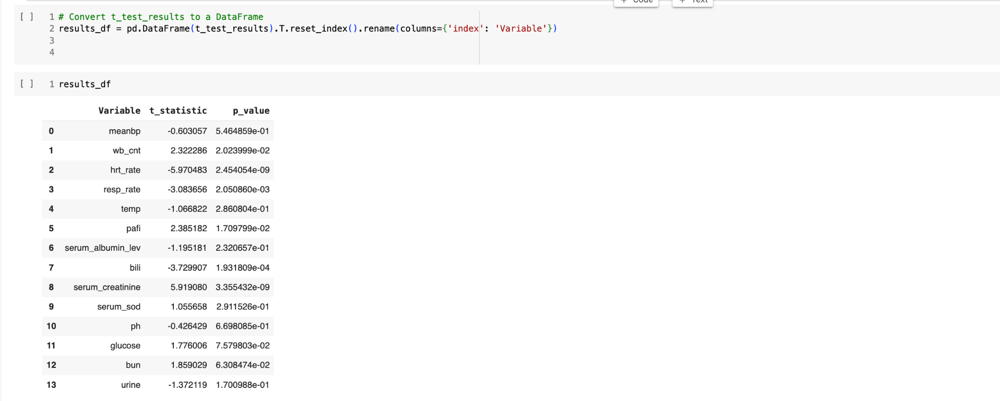 + Code + Text
[ ] 1 # Convert t_test_results to a DataFrame
2 results_df = pd.DataFrame(t_test_results).T.reset_index().rename(columns={'index': 'Variable'})
3
4
[ ] 1 results_df
Variable t_statistic p_value
0 meanbp -0.603057 5.464859e-01
1 wb_cnt 2.322286 2.023999e-02
2 hrt_rate -5.970483 2.454054e-09
3 resp_rate -3.083656 2.050860e-03
4 temp -1.066822 2.860804e-01
5 pafi 2.385182 1.709799e-02
6 serum_albumin_lev -1.195181 2.320657e-01
7 bili -3.729907 1.931809e-04
8 serum_creatinine 5.919080 3.355432e-09
9 serum_sod 1.055658 2.911526e-01
10 ph -0.426429 6.698085e-01
11 glucose 1.776006 7.579803e-02
12 bun 1.859029 6.308474e-02
13 urine -1.372119 1.700988e-01